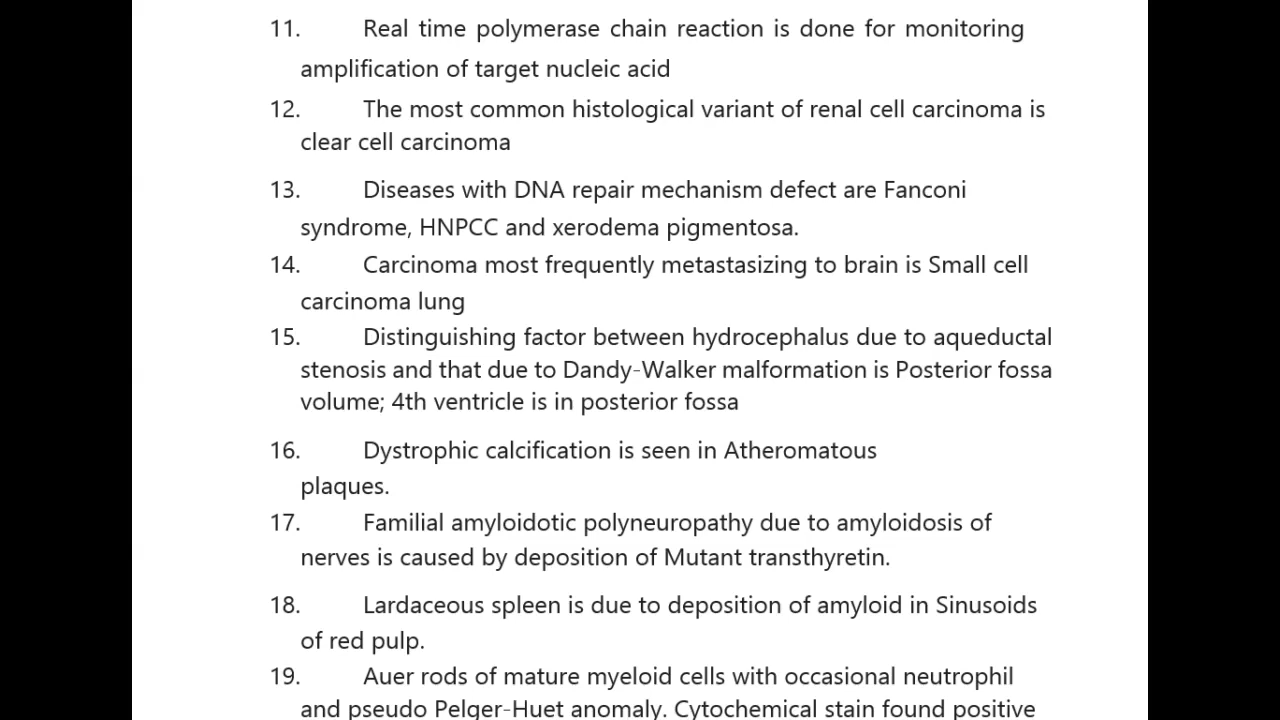 11. Real time polymerase chain reaction is done for monitoring
amplification of target nucleic acid
12. The most common histological variant of renal cell carcinoma is
clear cell carcinoma
13. Diseases with DNA repair mechanism defect are Fanconi
syndrome, HNPCC and xerodema pigmentosa.
14. Carcinoma most frequently metastasizing to brain is Small cell
carcinoma lung
15. Distinguishing factor between hydrocephalus due to aqueductal
stenosis and that due to Dandy-Walker malformation is Posterior fossa
volume; 4th ventricle is in posterior fossa
16. Dystrophic calcification is seen in Atheromatous
plaques.
17. Familial amyloidotic polyneuropathy due to amyloidosis of
nerves is caused by deposition of Mutant transthyretin.
18. Lardaceous spleen is due to deposition of amyloid in Sinusoids
of red pulp.
19. Auer rods of mature myeloid cells with occasional neutrophil
and pseudo Pelger-Huet anomaly. Cytochemical stain found positive